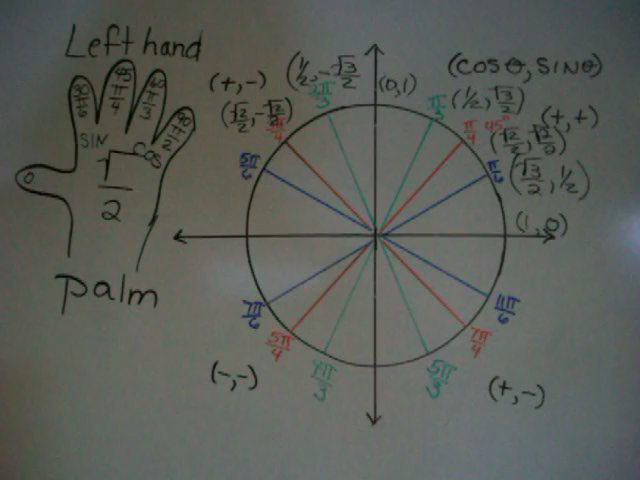 Left hand
SIN
COS
√
2
0
palm
(+,-)
(1/2,-√3/2
(0,1)
(COSθ, SINθ)
(√2/2,-√2/2)
π/3
(1/2,√3/2)
π/4 45°
(+,+)
(√2/2,√2/2)
5π/6
π/6
(√3/2,1/2)
(1,0)
7π/6
11π/6
5π/4
7π/4
4π/3
5π/3
(-,-)
(+,-)